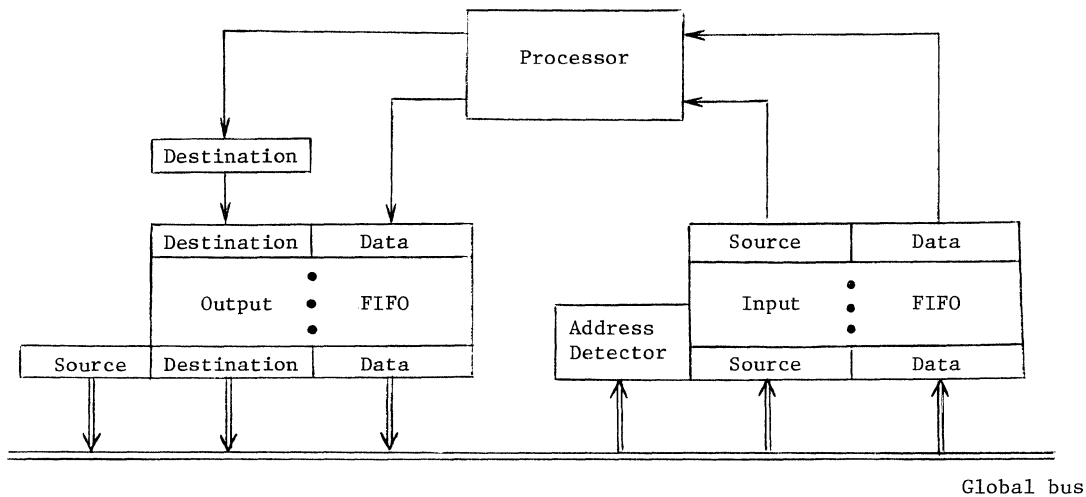 Processor
Destination
Destination Data Source Data
Output FIFO Input FIFO
Address
Detector
Source Destination Data Source Data
Global bus